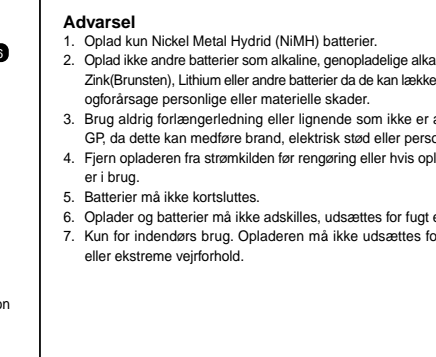 Advarsel
1. Oplad kun Nickel Metal Hydrid (NiMH) batterier.
2. Oplad ikke andre batterier som alkaline, genopladelige
Zink(Brunsten), Lithium eller andre batterier da de kan lække
ogforårsage personlige eller materielle skader.
3. Brug aldrig forlængerledning eller lignende som ikke er
GP, da dette kan medføre brand, elektrisk stød eller
4. Fjern opladeren fra strømkilden før rengøring eller hvis
er i brug.
5. Batterier må ikke kortsluttes.
6. Oplader og batterier må ikke adskilles, udsættes for fugt
7. Kun for indendørs brug. Opladeren må ikke udsættes
eller ekstreme vejrforhold.